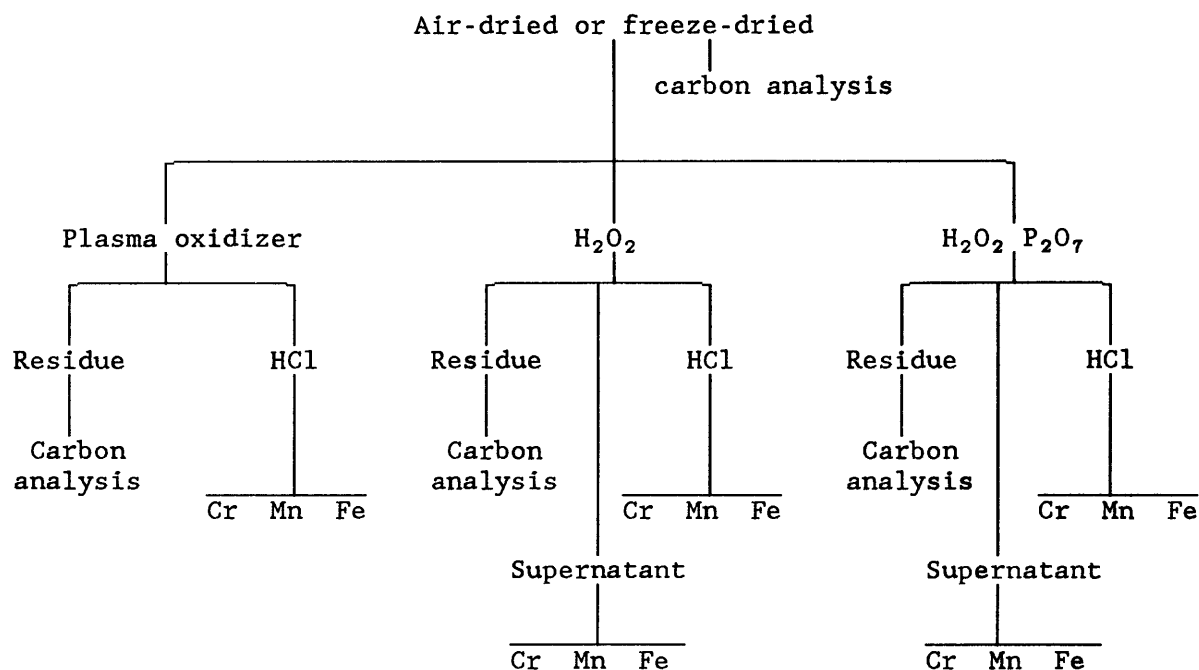 Air-dried or freeze-dried
carbon analysis
Plasma oxidizer H₂O₂ H₂O₂ P₂O₇
Residue HCl Residue HCl Residue HCl
Carbon Carbon Carbon
analysis analysis analysis
Cr Mn Fe Cr Mn Fe Cr Mn Fe
Supernatant Supernatant
Cr Mn Fe Cr Mn Fe